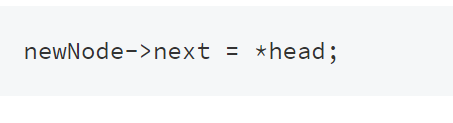 newNode->next = *head;